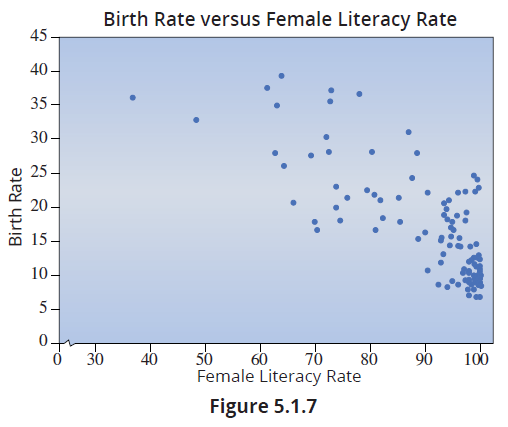 Birth Rate versus Female Literacy Rate
45
40
35
30
25
20
15
10
5
0
Birth Rate
0 30 40 50 60 70 80 90 100
Female Literacy Rate
Figure 5.1.7